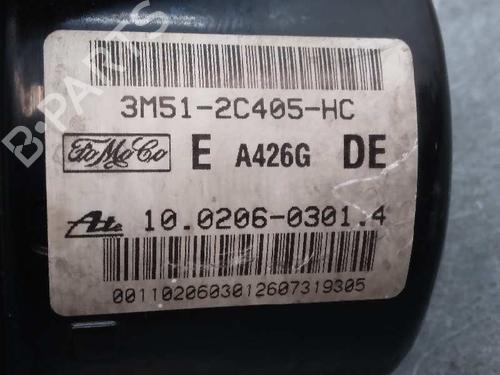 3M51-2C405-HC
FoMoCo E A426G DE
Ate 10.0206-0301.4
0011020603012607319305
B-PARTS